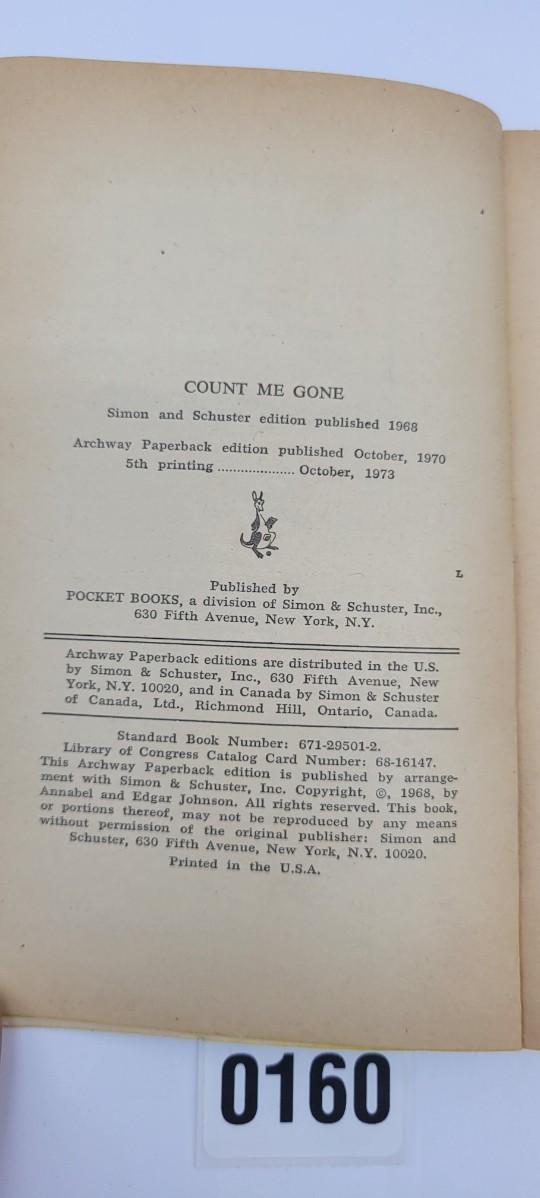 COUNT ME GONE
Simon and Schuster edition published 1968
Archway Paperback edition published October, 1970
5th printing .................... October, 1973
L
Published by
POCKET BOOKS, a division of Simon & Schuster, Inc.,
630 Fifth Avenue, New York, N.Y.
Archway Paperback editions are distributed in the U.S.
by Simon & Schuster, Inc., 630 Fifth Avenue, New
York, N.Y. 10020, and in Canada by Simon & Schuster
of Canada, Ltd., Richmond Hill, Ontario, Canada.
Standard Book Number: 671-29501-2.
Library of Congress Catalog Card Number: 68-16147.
This Archway Paperback edition is published by arrange-
ment with Simon & Schuster, Inc. Copyright, ©, 1968, by
Annabel and Edgar Johnson. All rights reserved. This book,
or portions thereof, may not be reproduced by any means
without permission of the original publisher: Simon and
Schuster, 630 Fifth Avenue, New York, N.Y. 10020.
Printed in the U.S.A.
0160